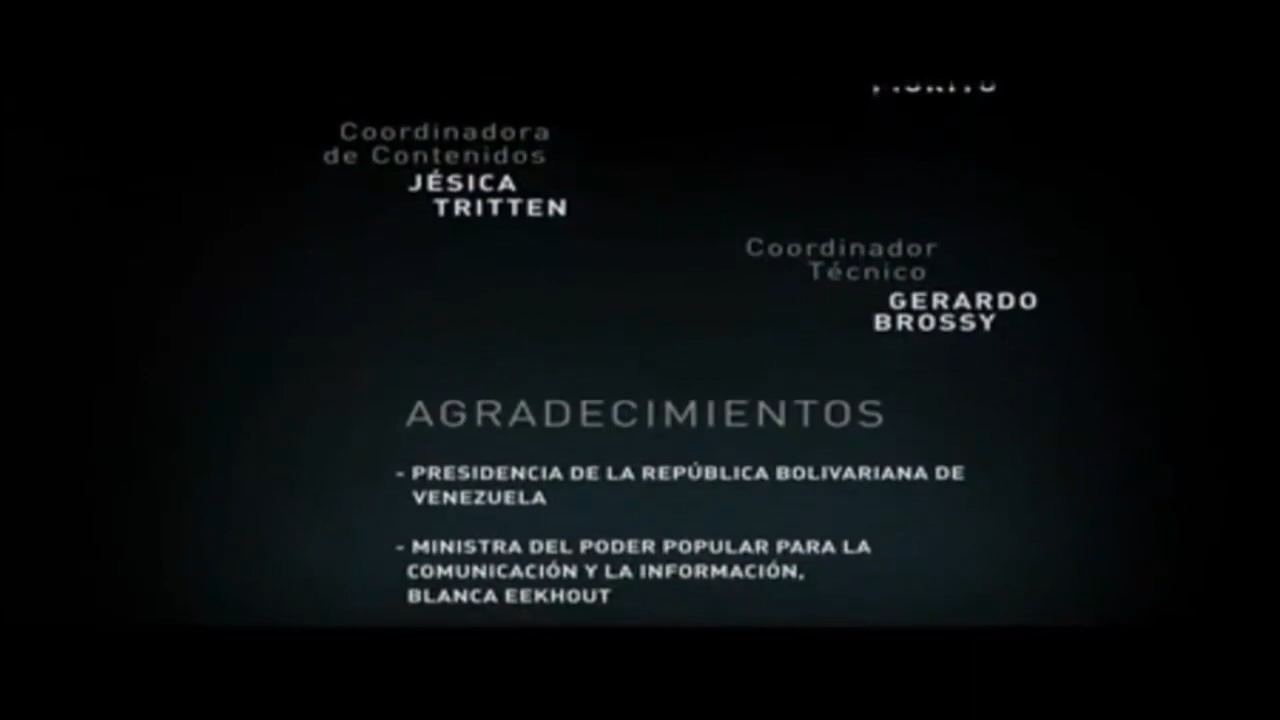 Coordinadora
de Contenidos
JÉSICA
TRITTEN
Coordinador
Técnico
GERARDO
BROSSY
AGRADECIMIENTOS
- PRESIDENCIA DE LA REPÚBLICA BOLIVARIANA DE
VENEZUELA
- MINISTRA DEL PODER POPULAR PARA LA
COMUNICACIÓN Y LA INFORMACIÓN,
BLANCA EEKHOUT